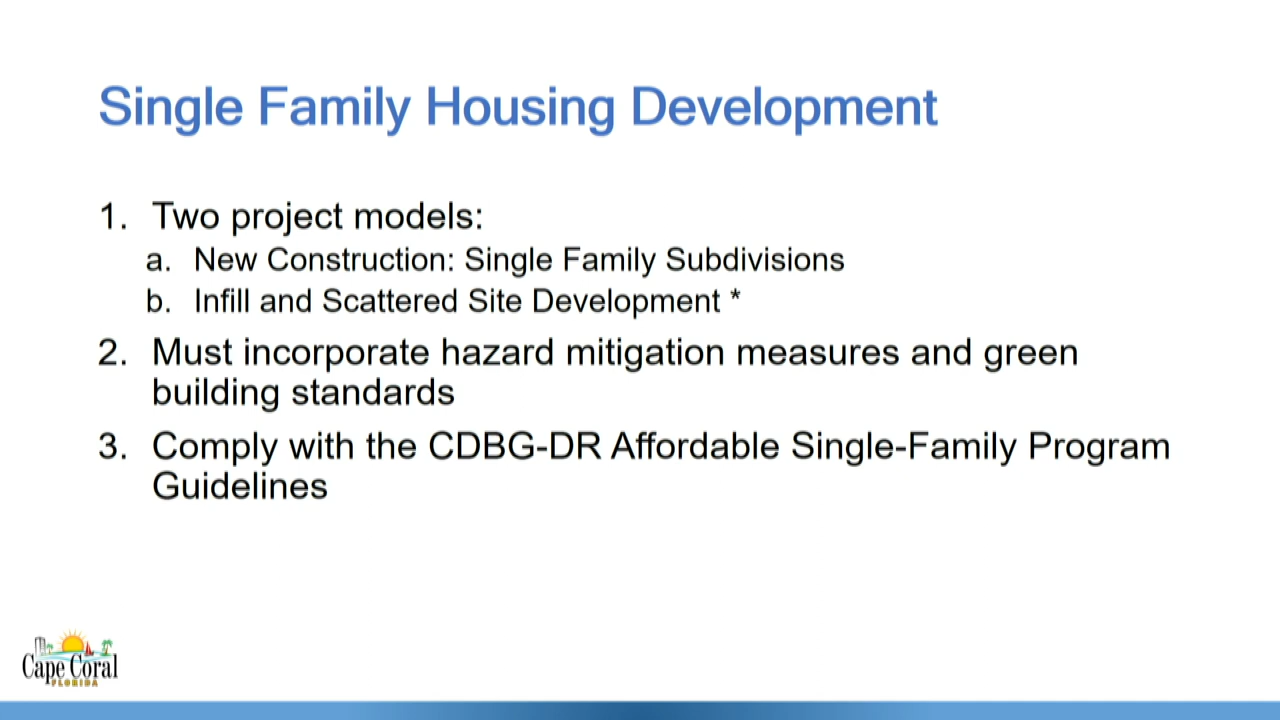 Single Family Housing Development
1. Two project models:
a. New Construction: Single Family Subdivisions
b. Infill and Scattered Site Development *
2. Must incorporate hazard mitigation measures and green
building standards
3. Comply with the CDBG-DR Affordable Single-Family Program
Guidelines
Cape Coral
FLORIDA